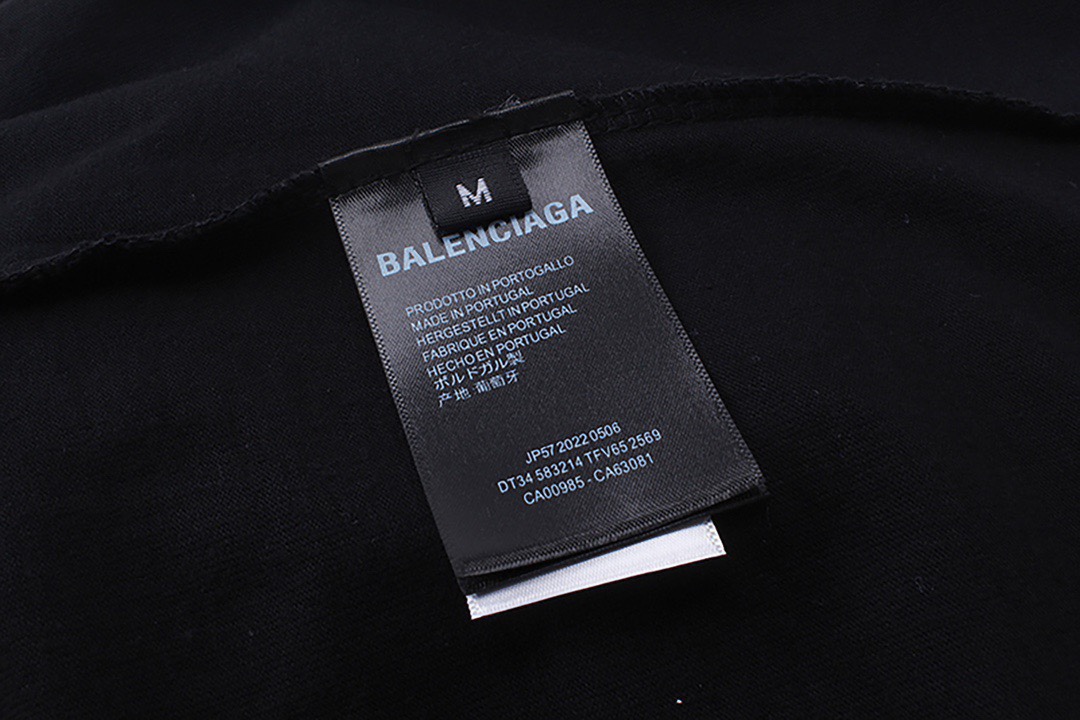 M
BALENCIAGA
PRODOTTO IN PORTOGALLO
MADE IN PORTUGAL
HERGESTELLT IN PORTUGAL
FABRIQUE EN PORTUGAL
HECHO EN PORTUGAL
ポルドガル製
产地 葡萄牙
JP57 2022 0506
DT34 583214 TFV65 2569
CA00985 - CA63081